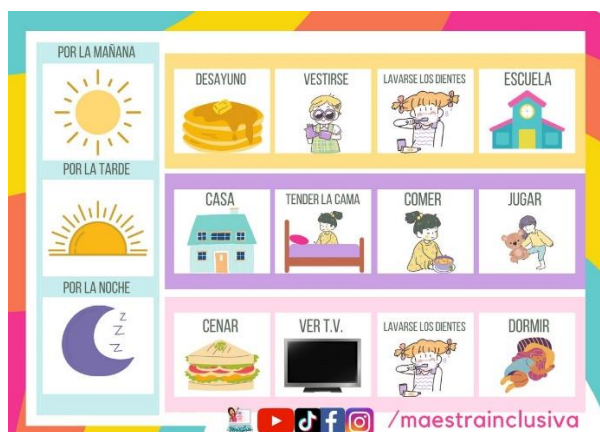 POR LA MAÑANA
DESAYUNO
VESTIRSE
LAVARSE LOS DIENTES
ESCUELA
POR LA TARDE
CASA
TENDER LA CAMA
COMER
JUGAR
POR LA NOCHE
Z
Z
Z
CENAR
VER T.V.
LAVARSE LOS DIENTES
DORMIR
/maestrainclusiva